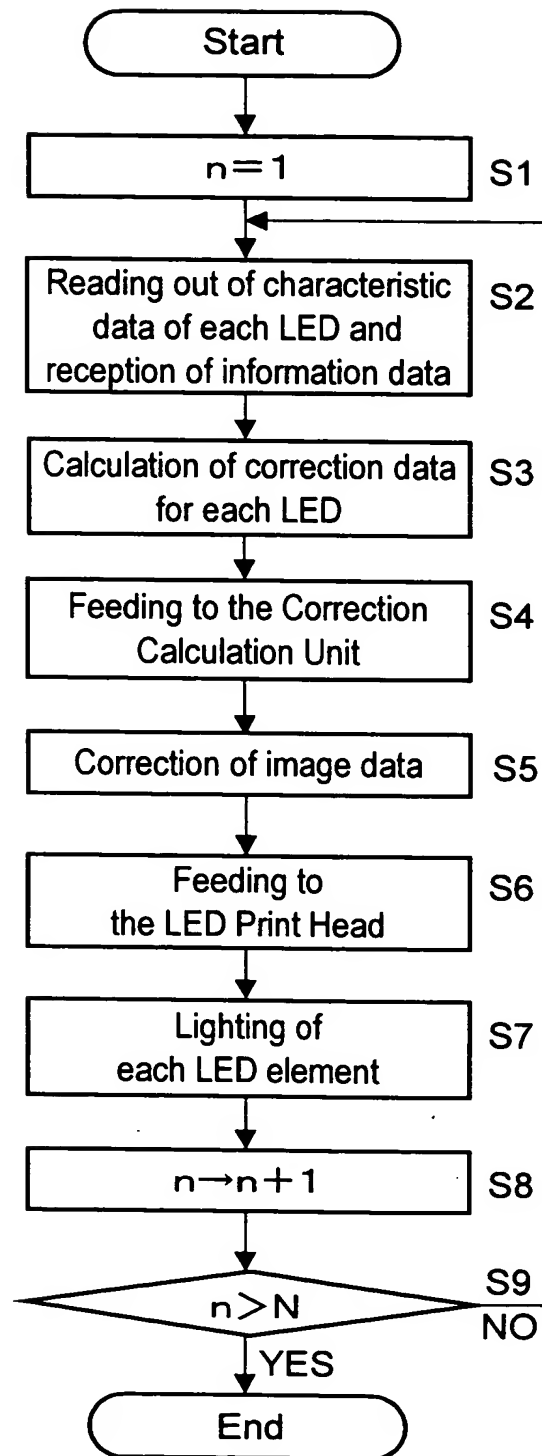 Start
n=1
S1
Reading out of characteristic
data of each LED and
reception of information data
S2
Calculation of correction data
for each LED
S3
Feeding to the Correction
Calculation Unit
S4
Correction of image data
S5
Feeding to
the LED Print Head
S6
Lighting of
each LED element
S7
n→n+1
S8
n>N
S9
NO
YES
End